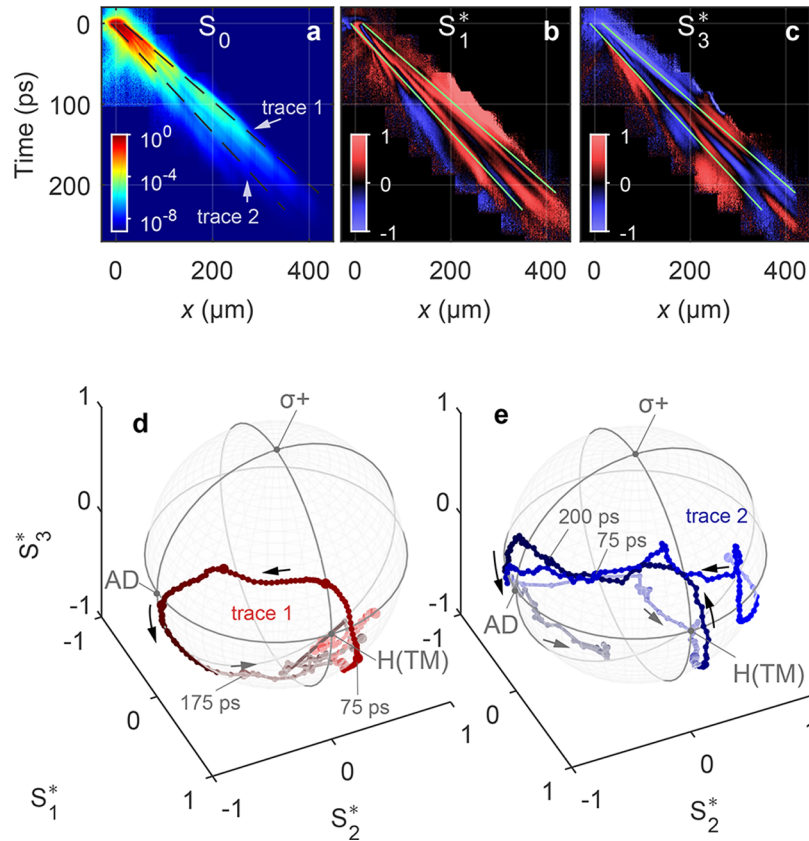 S₀ a
S₁* b
S₃* c
Time (ps)
0
100
200
trace 1
trace 2
10⁰
10⁻⁴
10⁻⁸
1
0
-1
1
0
-1
0 200 400
0 200 400
0 200 400
x (µm)
x (µm)
x (µm)
d
1
0
-1
S₃*
σ+
AD
trace 1
H(TM)
175 ps
75 ps
-1
0
1
S₁*
-1
0
1
S₂*
e
1
0
-1
σ+
200 ps
75 ps
trace 2
AD
H(TM)
-1
0
1
-1
0
1
S₂*